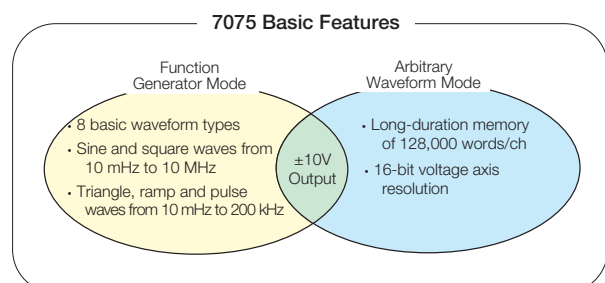 7075 Basic Features
Function
Generator Mode
• 8 basic waveform types
• Sine and square waves from
10 mHz to 10 MHz
• Triangle, ramp and pulse
waves from 10 mHz to 200 kHz
±10V
Output
Arbitrary
Waveform Mode
• Long-duration memory
of 128,000 words/ch
• 16-bit voltage axis
resolution